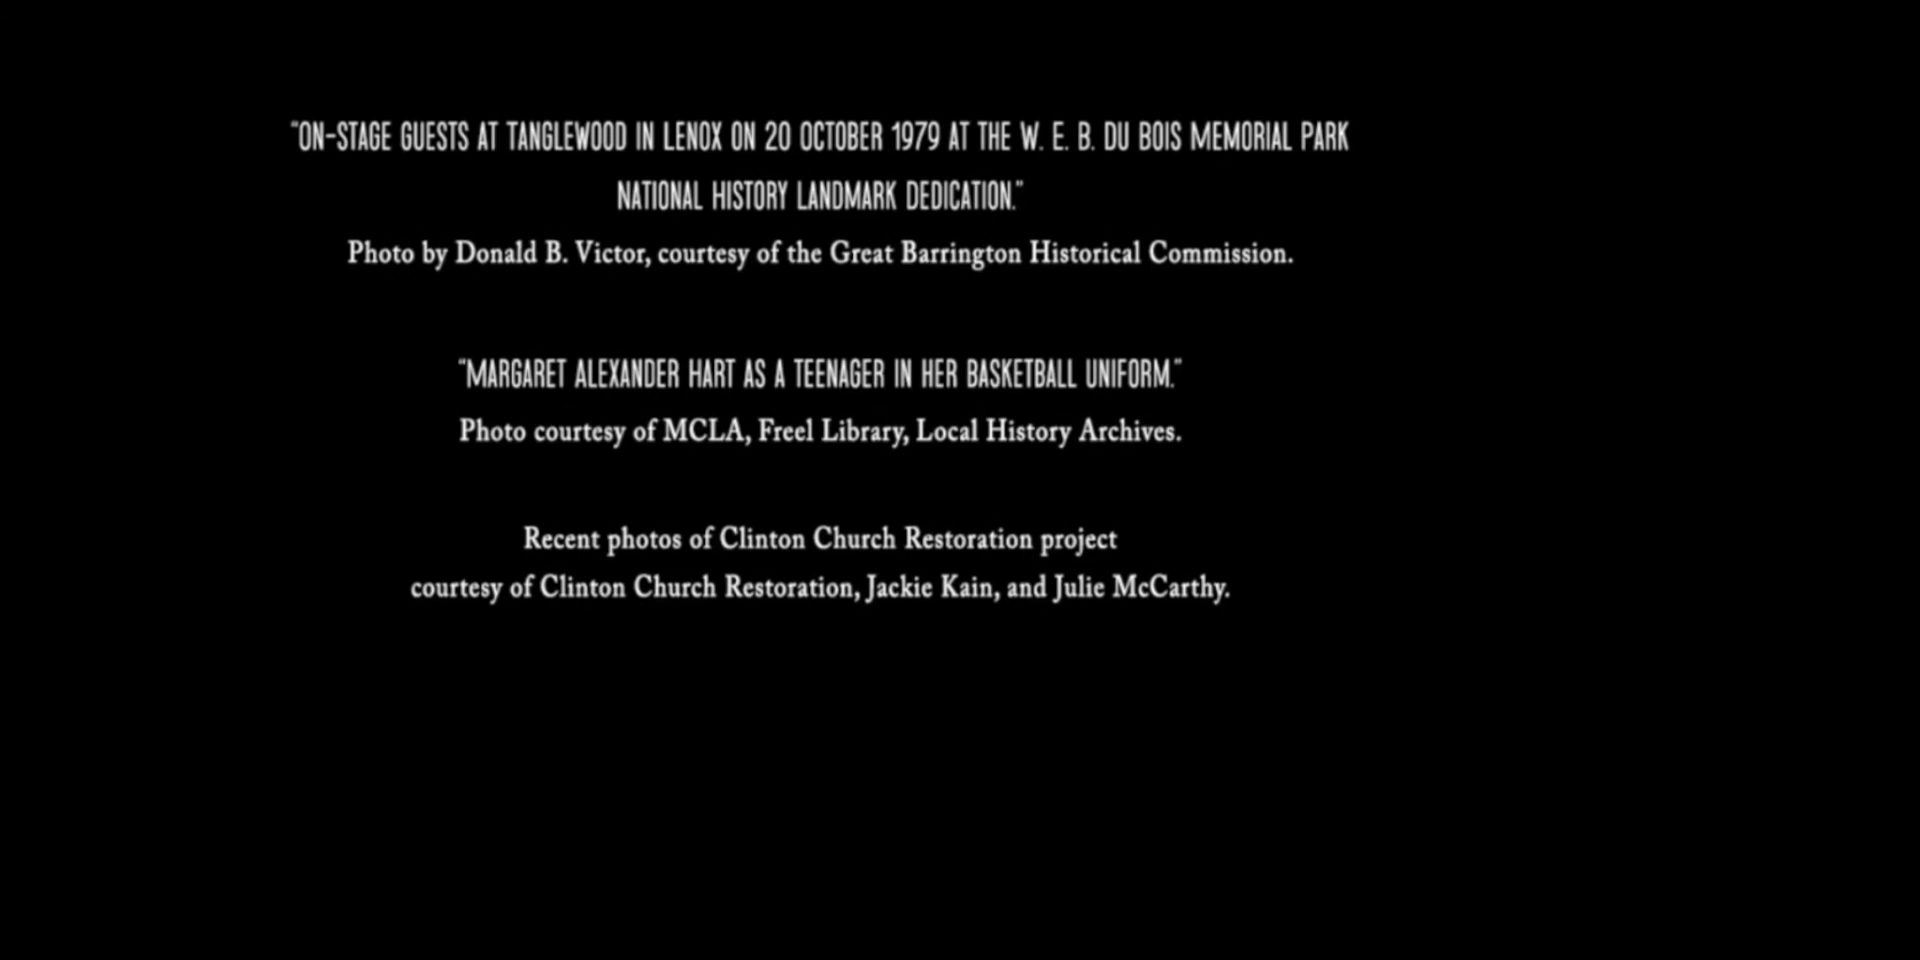 "ON-STAGE GUESTS AT TANGLEWOOD IN LENOX ON 20 OCTOBER 1979 AT THE W. E. B. DU BOIS MEMORIAL PARK
NATIONAL HISTORY LANDMARK DEDICATION."
Photo by Donald B. Victor, courtesy of the Great Barrington Historical Commission.
"MARGARET ALEXANDER HART AS A TEENAGER IN HER BASKETBALL UNIFORM."
Photo courtesy of MCLA, Freel Library, Local History Archives.
Recent photos of Clinton Church Restoration project
courtesy of Clinton Church Restoration, Jackie Kain, and Julie McCarthy.